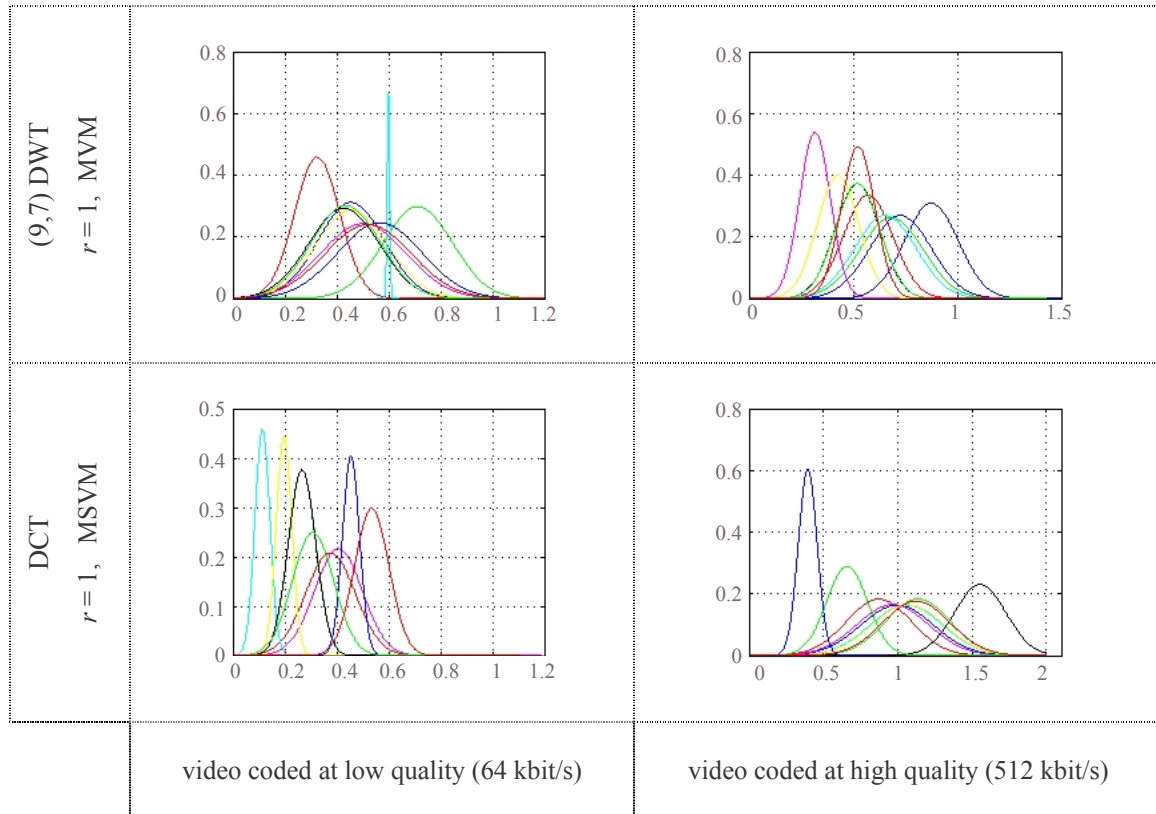 (9,7) DWT
r = 1, MVM
0.8
0.6
0.4
0.2
0
0 0.2 0.4 0.6 0.8 1 1.2
0.8
0.6
0.4
0.2
0
0 0.5 1 1.5
DCT
r = 1, MSVM
0.5
0.4
0.3
0.2
0.1
0
0 0.2 0.4 0.6 0.8 1 1.2
0.8
0.6
0.4
0.2
0
0 0.5 1 1.5 2
video coded at low quality (64 kbit/s)
video coded at high quality (512 kbit/s)